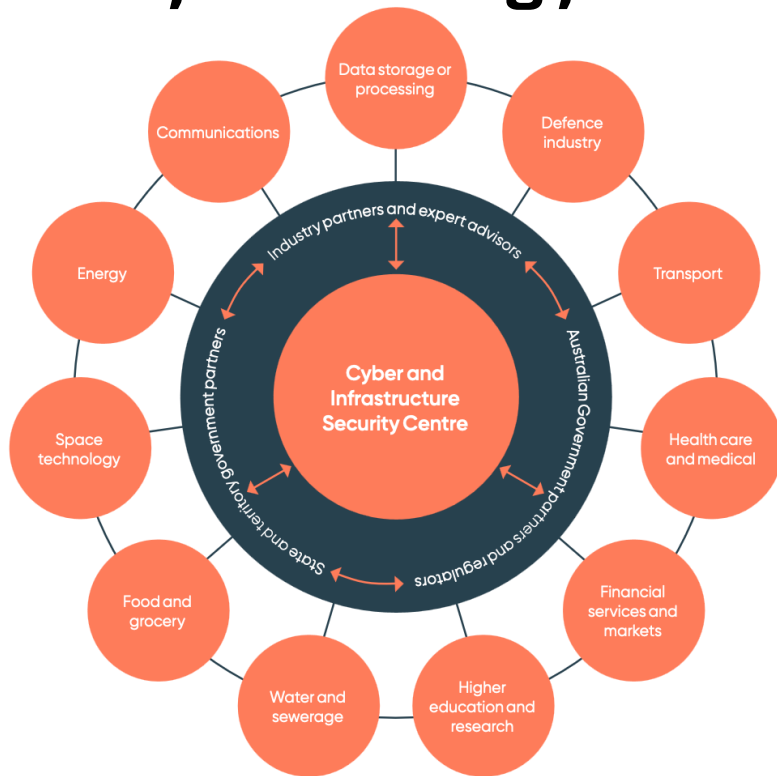 Data storage or
processing
Defence
industry
Transport
Health care
and medical
Financial
services and
markets
Higher
education and
research
Water and
sewerage
Food and
grocery
Space
technology
Energy
Communications
Industry partners and expert advisors
Australian Government partners and regulators
State and territory government partners
Cyber and
Infrastructure
Security Centre